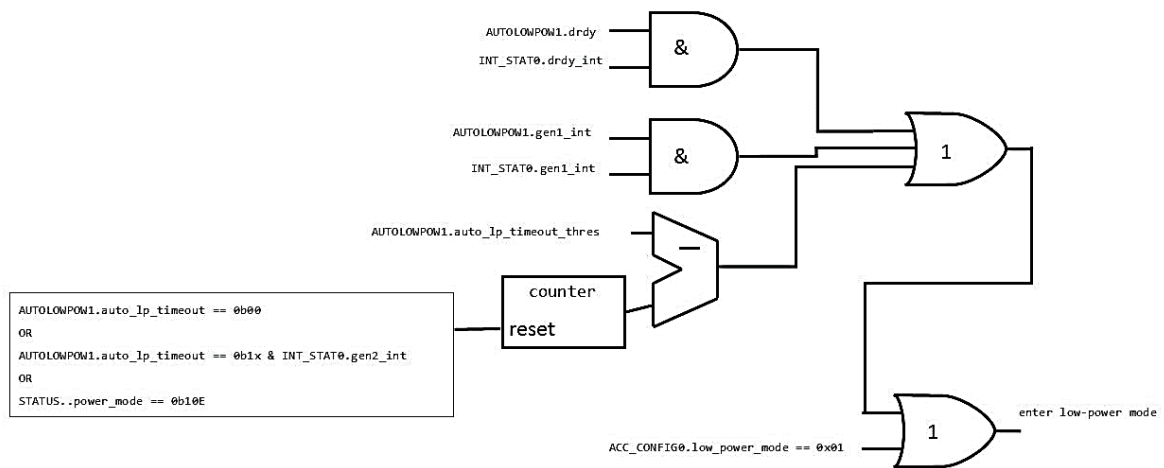 AUTOLOWPOW1.drdy
INT_STAT0.drdy_int
&
AUTOLOWPOW1.gen1_int
INT_STAT0.gen1_int
&
1
AUTOLOWPOW1.auto_lp_timeout_thres
counter
reset
AUTOLOWPOW1.auto_lp_timeout == 0b00
OR
AUTOLOWPOW1.auto_lp_timeout == 0b1x & INT_STAT0.gen2_int
OR
STATUS..power_mode == 0b10E
ACC_CONFIG0.low_power_mode == 0x01
1
enter low-power mode